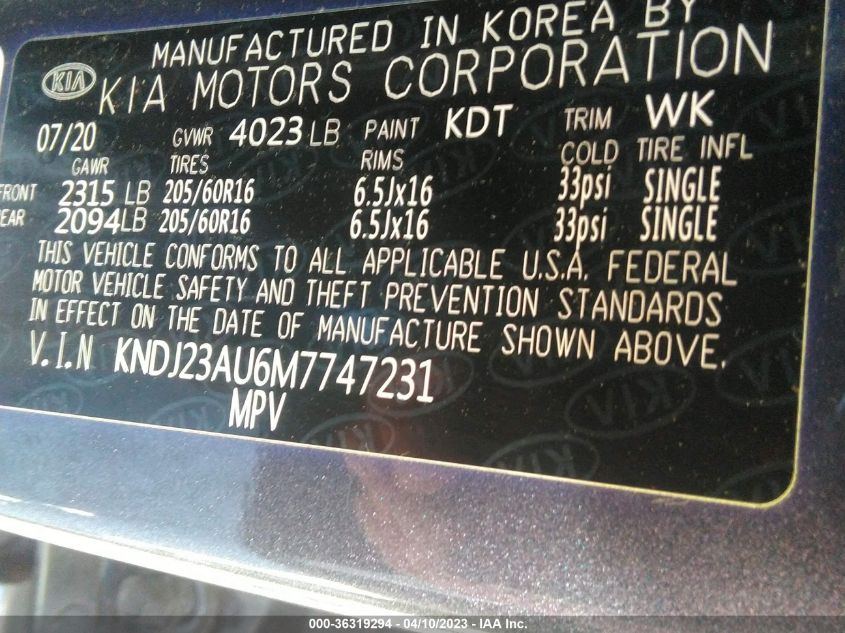 MANUFACTURED IN KOREA BY
KIA KIA MOTORS CORPORATION
07/20 GVWR 4023 LB PAINT KDT TRIM WK
GAWR TIRES RIMS COLD TIRE INFL
FRONT 2315 LB 205/60R16 6.5Jx16 33psi SINGLE
EAR 2094LB 205/60R16 6.5Jx16 33psi SINGLE
THIS VEHICLE CONFORMS TO ALL APPLICABLE U.S.A. FEDERAL
MOTOR VEHICLE SAFETY AND THEFT PREVENTION STANDARDS
IN EFFECT ON THE DATE OF MANUFACTURE SHOWN ABOVE.
V.I.N KNDJ23AU6M7747231
MPV
000-36319294 - 04/10/2023 - IAA Inc.